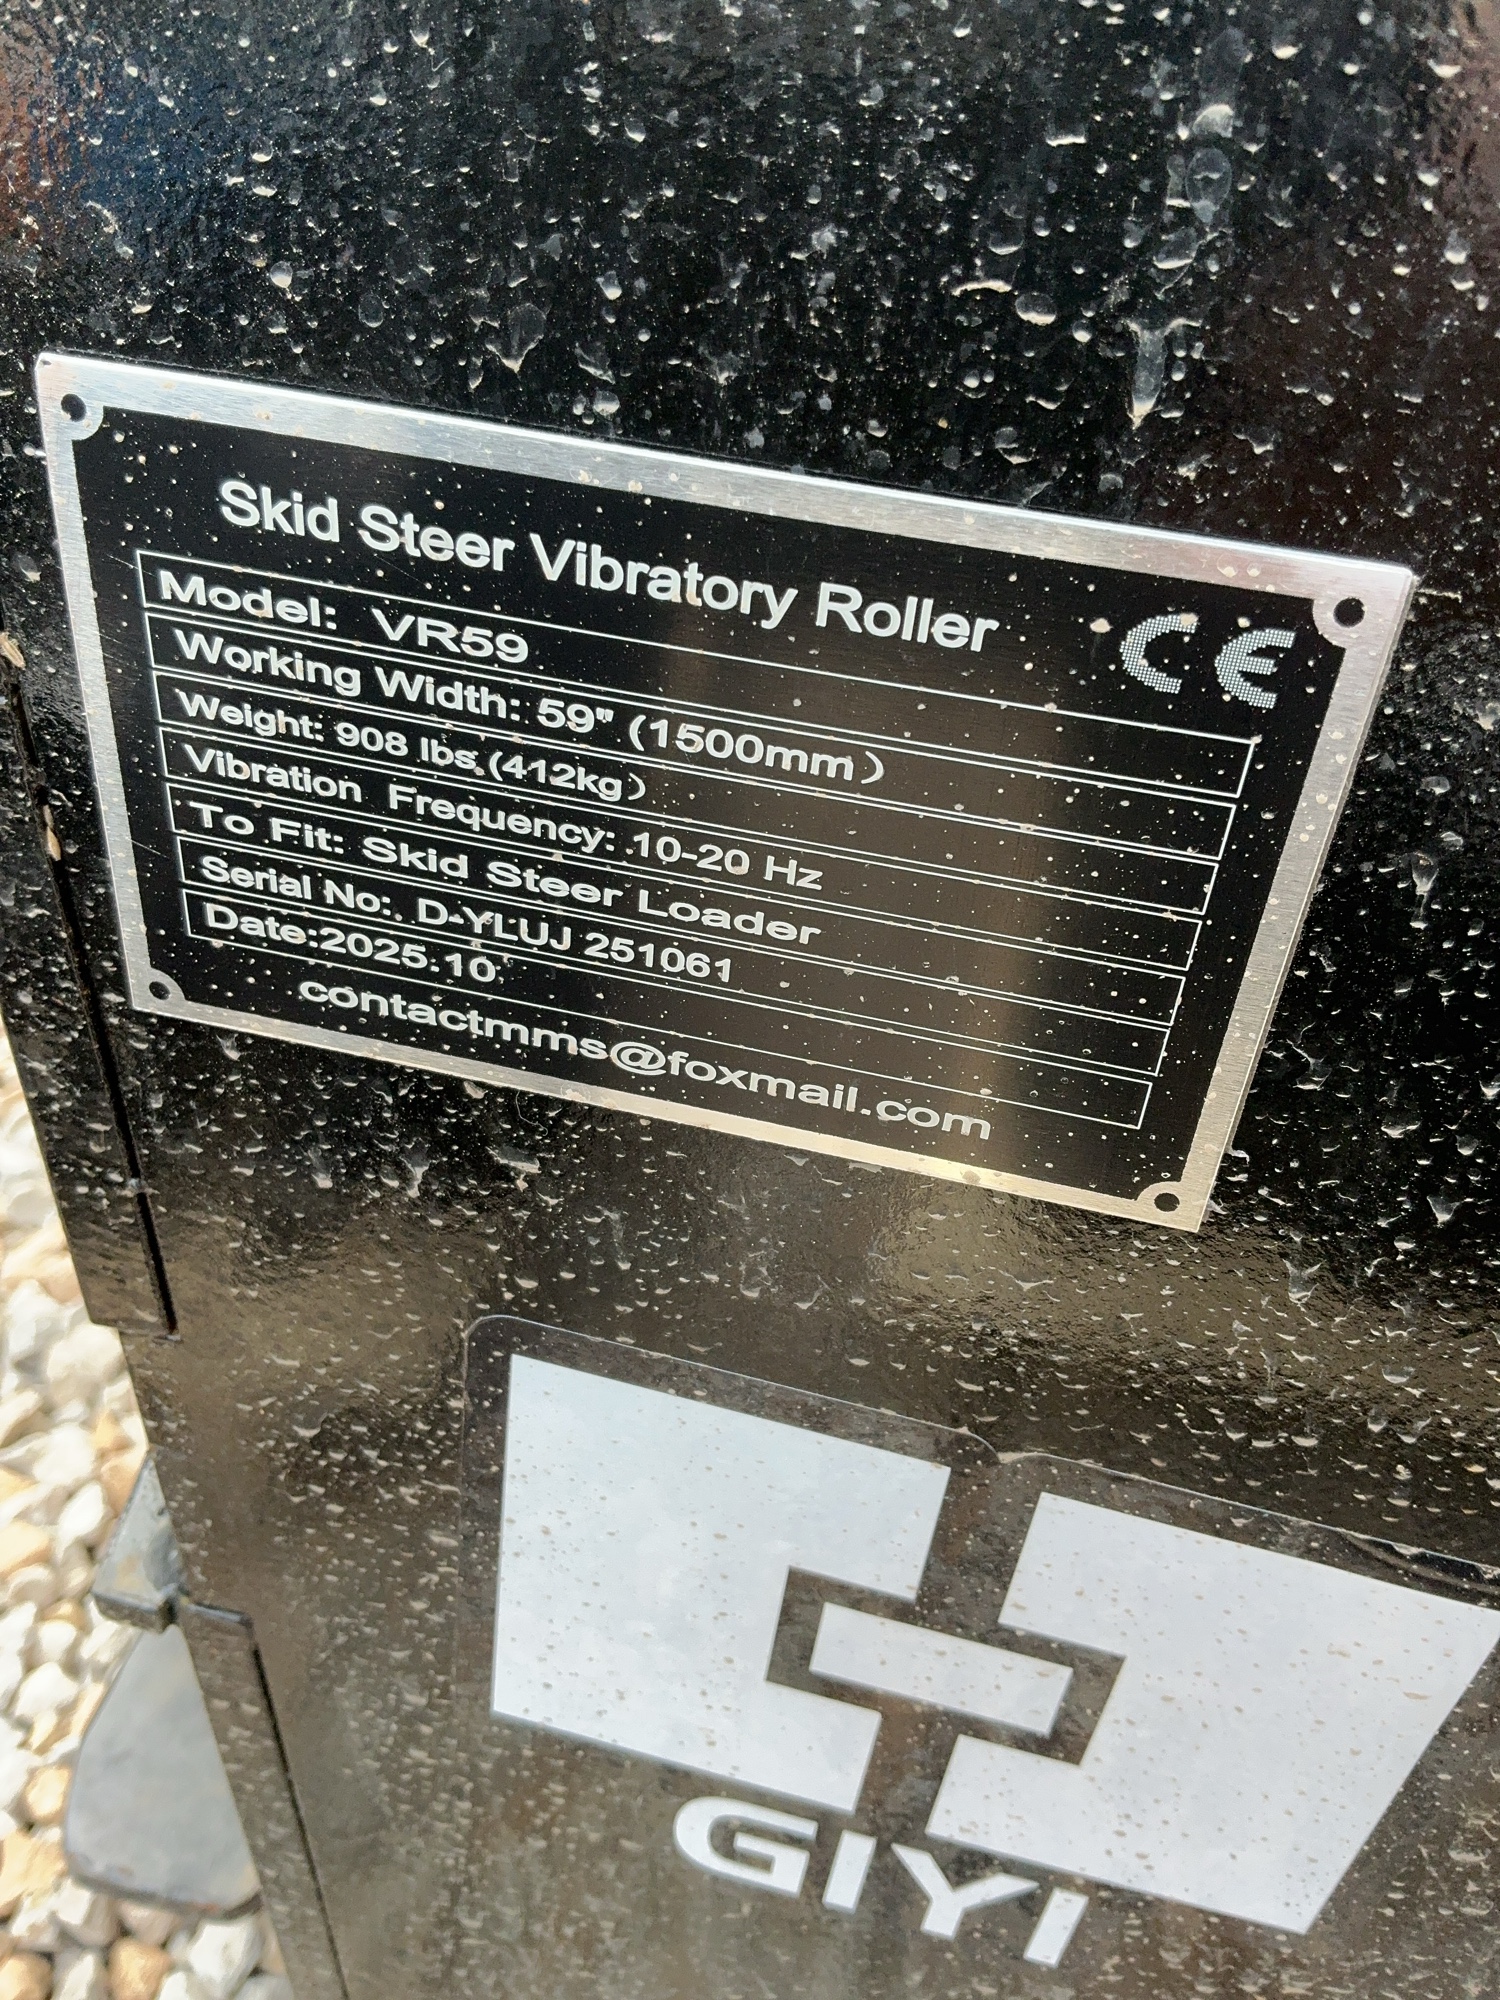 Skid Steer Vibratory Roller
CE
Model: VR59
Working Width: 59" (1500mm)
Weight: 908 lbs (412kg)
Vibration Frequency: 10-20 Hz
To Fit: Skid Steer Loader
Serial No: D-YLUJ 251061
Date:2025.10
contactmms@foxmail.com
GIYI